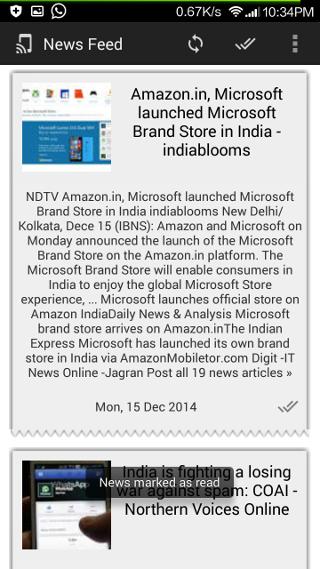 0.67K/s 10:34PM
News Feed
Amazon.in, Microsoft
launched Microsoft
Brand Store in India -
indiablooms
NDTV Amazon.in, Microsoft launched Microsoft
Brand Store in India indiablooms New Delhi/
Kolkata, Dece 15 (IBNS): Amazon and Microsoft on
Monday announced the launch of the Microsoft
Brand Store on the Amazon.in platform. The
Microsoft Brand Store will enable consumers in
India to enjoy the global Microsoft Store
experience, ... Microsoft launches official store on
Amazon IndiaDaily News & Analysis Microsoft
brand store arrives on Amazon.inThe Indian
Express Microsoft has launched its own brand
store in India via AmazonMobiletor.com Digit -IT
News Online -Jagran Post all 19 news articles »
Mon, 15 Dec 2014
WhatsApp
India is fighting a losing
war against spam: COAI -
Northern Voices Online
News marked as read